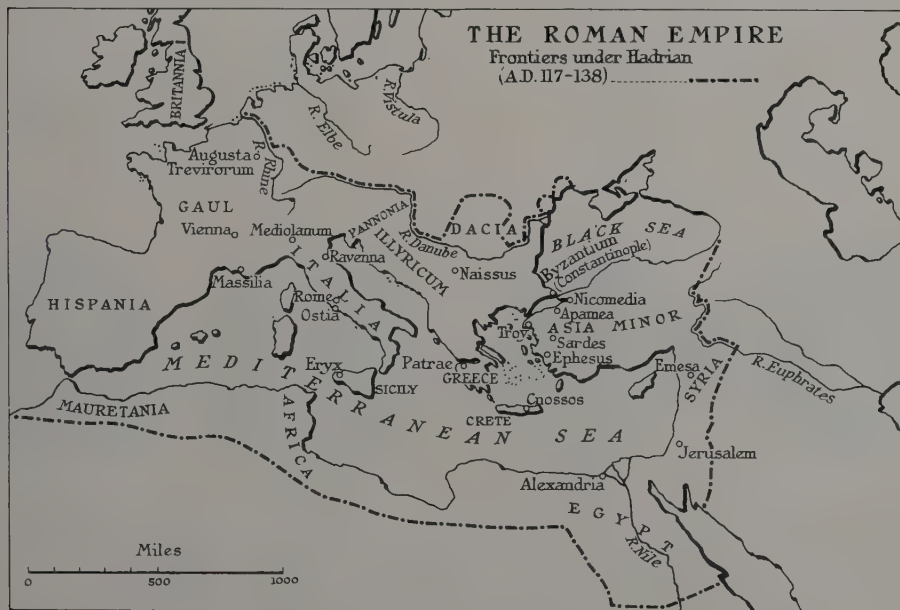 THE ROMAN EMPIRE
Frontiers under Hadrian
(A.D. 117-138)
BRITANNIA
R. Elbe
R. Vistula
Augusta
Trevirorum
R. Rhine
GAUL
Vienna
Mediolanum
PANNONIA
ILLYRICUM
R. Danube
DACIA
BLACK SEA
Byzantium
(Constantinople)
Ravenna
Naissus
ITALIA
Massilia
HISPANIA
Rome
Ostia
Nicomedia
Apamea
Troy
ASIA MINOR
Sardes
Ephesus
MEDITERRANEAN SEA
Eryx
SICILY
Patrae
GREECE
Emesa
SYRIA
R. Euphrates
Cnossos
CRETE
MAURETANIA
AFRICA
Jerusalem
Alexandria
EGYPT
R. Nile
Miles
0 500 1000